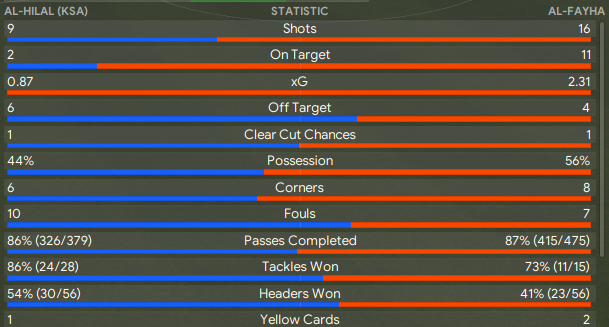 AL-HILAL (KSA) STATISTIC AL-FAYHA
9 Shots 16
2 On Target 11
0.87 xG 2.31
6 Off Target 4
1 Clear Cut Chances 1
44% Possession 56%
6 Corners 8
10 Fouls 7
86% (326/379) Passes Completed 87% (415/475)
86% (24/28) Tackles Won 73% (11/15)
54% (30/56) Headers Won 41% (23/56)
1 Yellow Cards 2